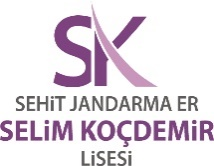 SK
SEHİT JANDARMA ER
SELİM KOÇDEMİR
LİSESİ